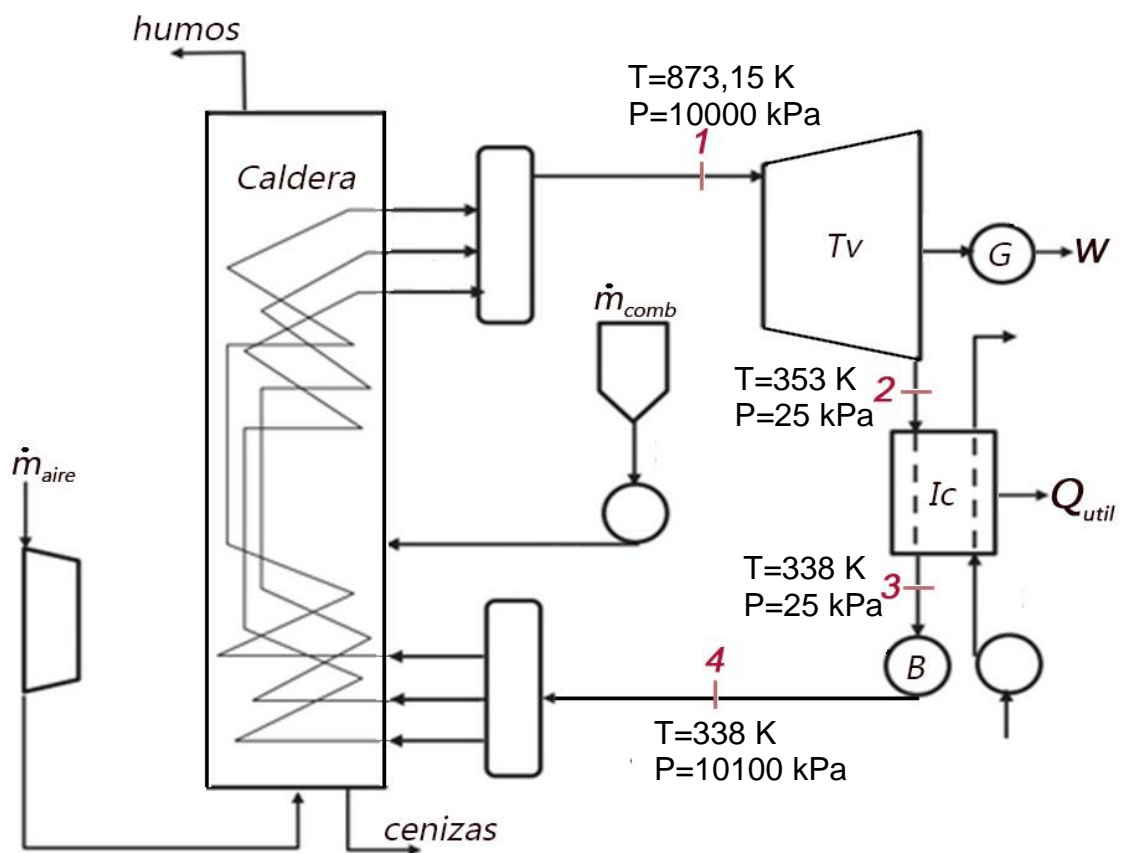 humos
T=873,15 K
P=10000 kPa
1
Caldera
Tv
G
W
ṁcomb
T=353 K
P=25 kPa
2
ṁaire
Ic
Qutil
T=338 K
P=25 kPa
3
B
4
T=338 K
P=10100 kPa
cenizas